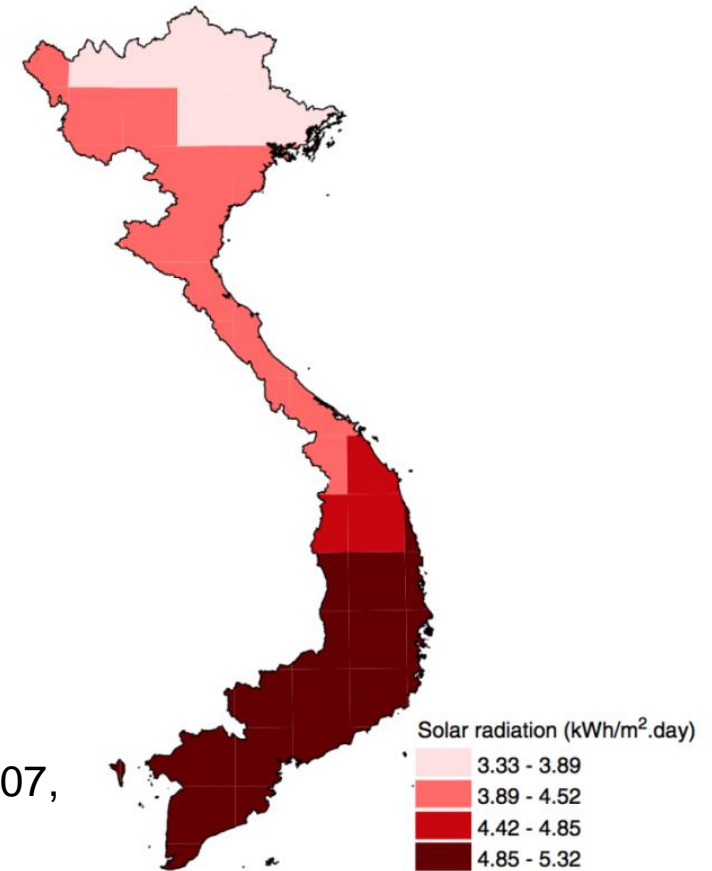 07,
Solar radiation (kWh/m².day)
3.33 - 3.89
3.89 - 4.52
4.42 - 4.85
4.85 - 5.32